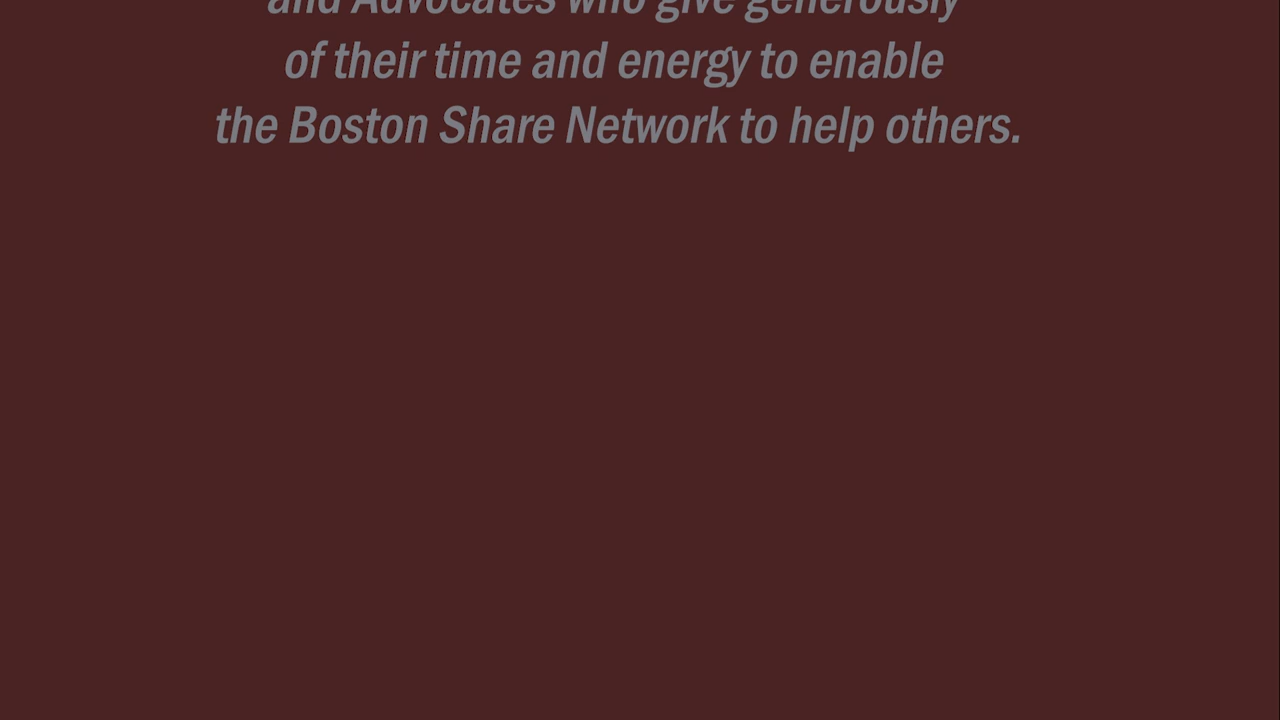 and Advocates who give generously
of their time and energy to enable
the Boston Share Network to help others.